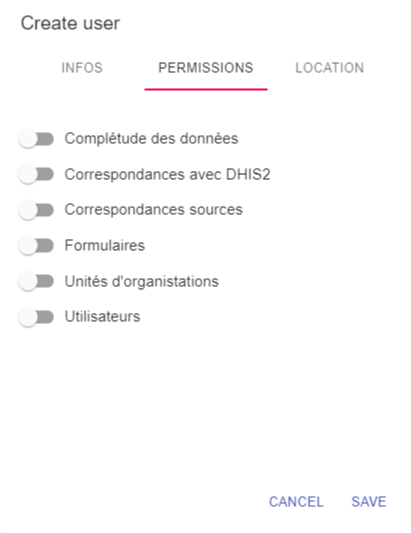 Create user
INFOS PERMISSIONS LOCATION
Complétude des données
Correspondances avec DHIS2
Correspondances sources
Formulaires
Unités d'organistations
Utilisateurs
CANCEL SAVE